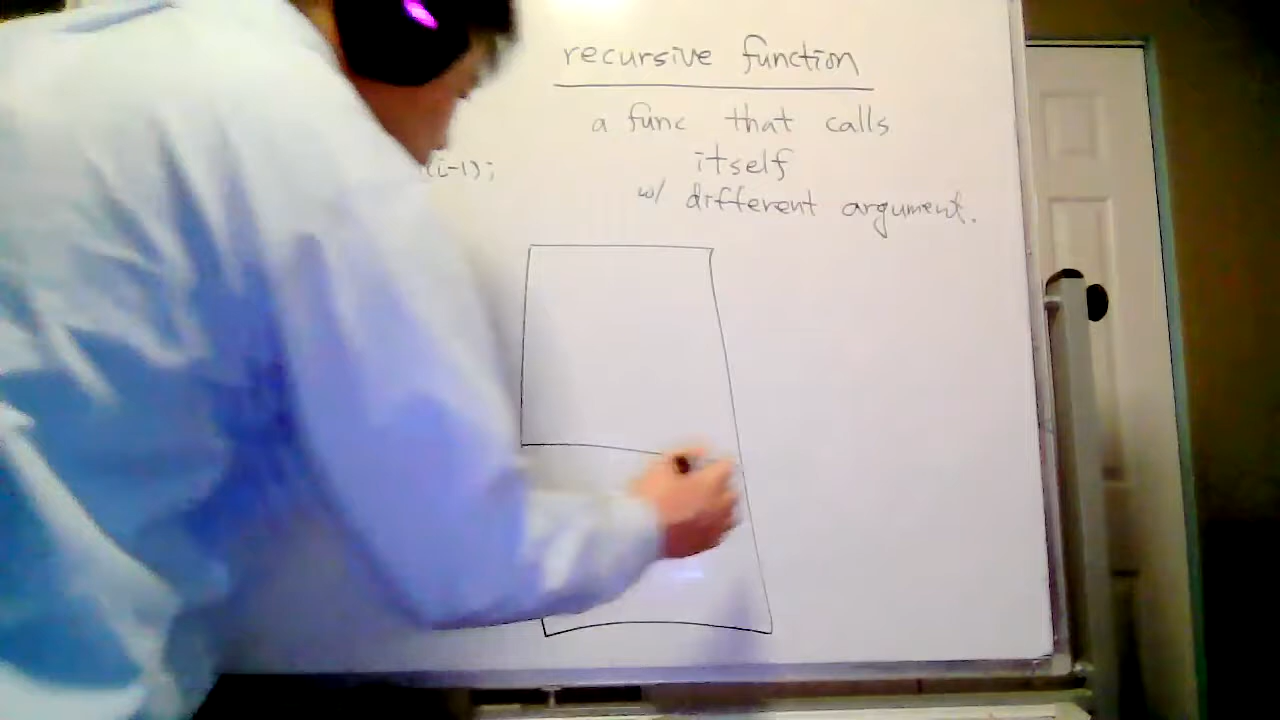 recursive function
a func that calls
itself
(i-1);
w/ different argument.